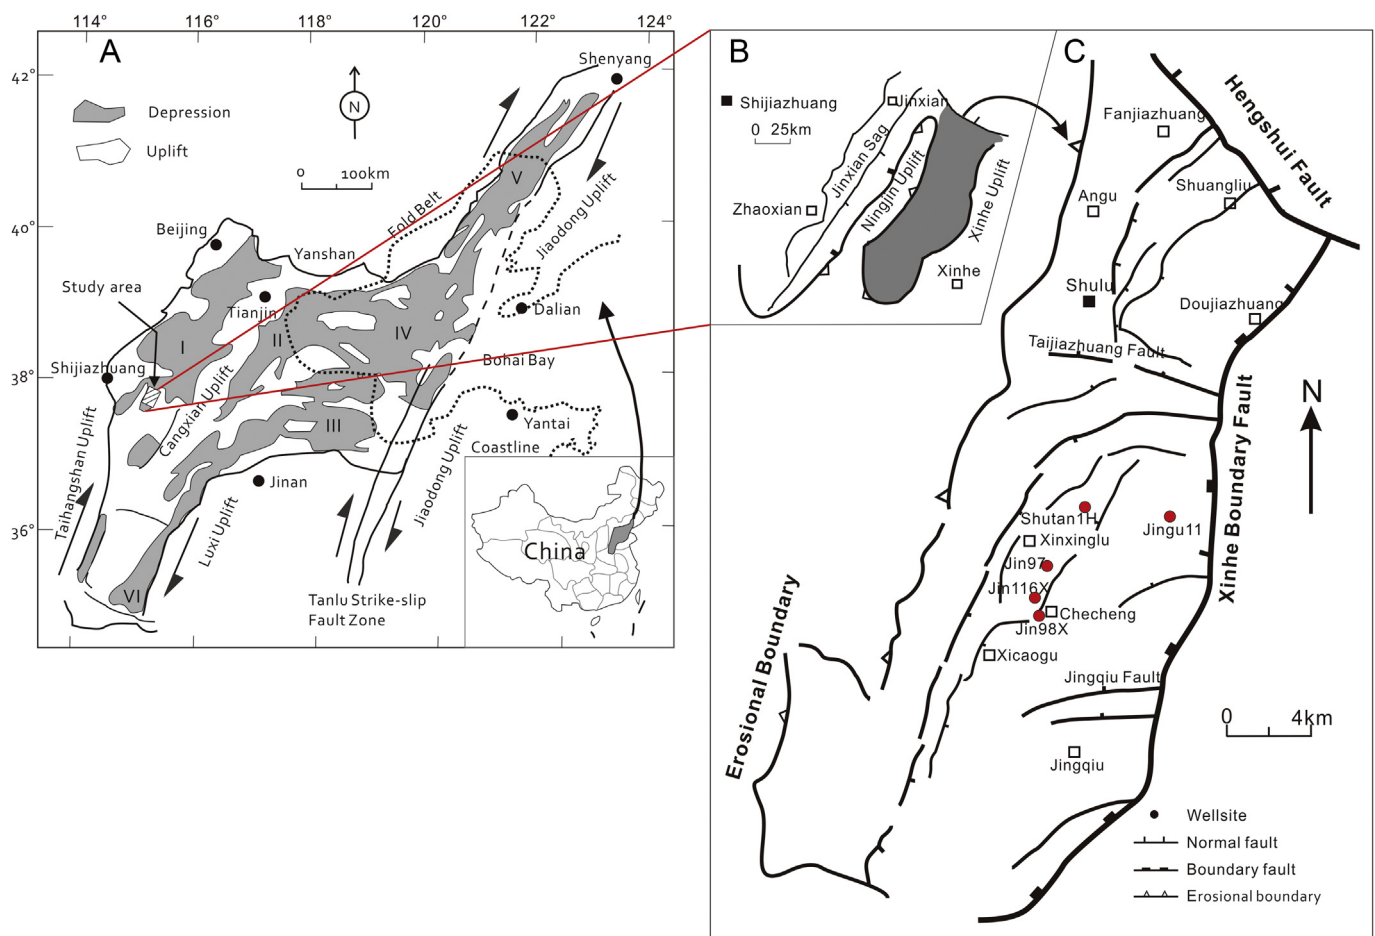 114°
116°
118°
120°
122°
124°
A
42°
40°
38°
36°
Depression
Uplift
N
0
100km
Shenyang
V
Fold Belt
Jiaodong Uplift
Beijing
Yanshan
Study area
Tianjin
Dalian
I
II
IV
Shijiazhuang
Bohai Bay
Cangxian Uplift
III
Yantai
Coastline
Taihangshan Uplift
Jinan
Jiaodong Uplift
Luxi Uplift
VI
Tanlu Strike-slip
Fault Zone
China
B
Shijiazhuang
0 25km
Jinxian
Jinxian Sag
Ningjin Uplift
Xinhe Uplift
Zhaoxian
Xinhe
C
Hengshui Fault
Fanjiazhuang
Shuangliu
Angu
Shulu
Doujiazhuang
Taijiazhuang Fault
N
Xinhe Boundary Fault
Shutan1H
Jingu11
Xinxinglu
Jin97
Jin116X
Checheng
Jin98X
Xicaogu
Jingqiu Fault
Erosional Boundary
0
4km
Jingqiu
Wellsite
Normal fault
Boundary fault
Erosional boundary